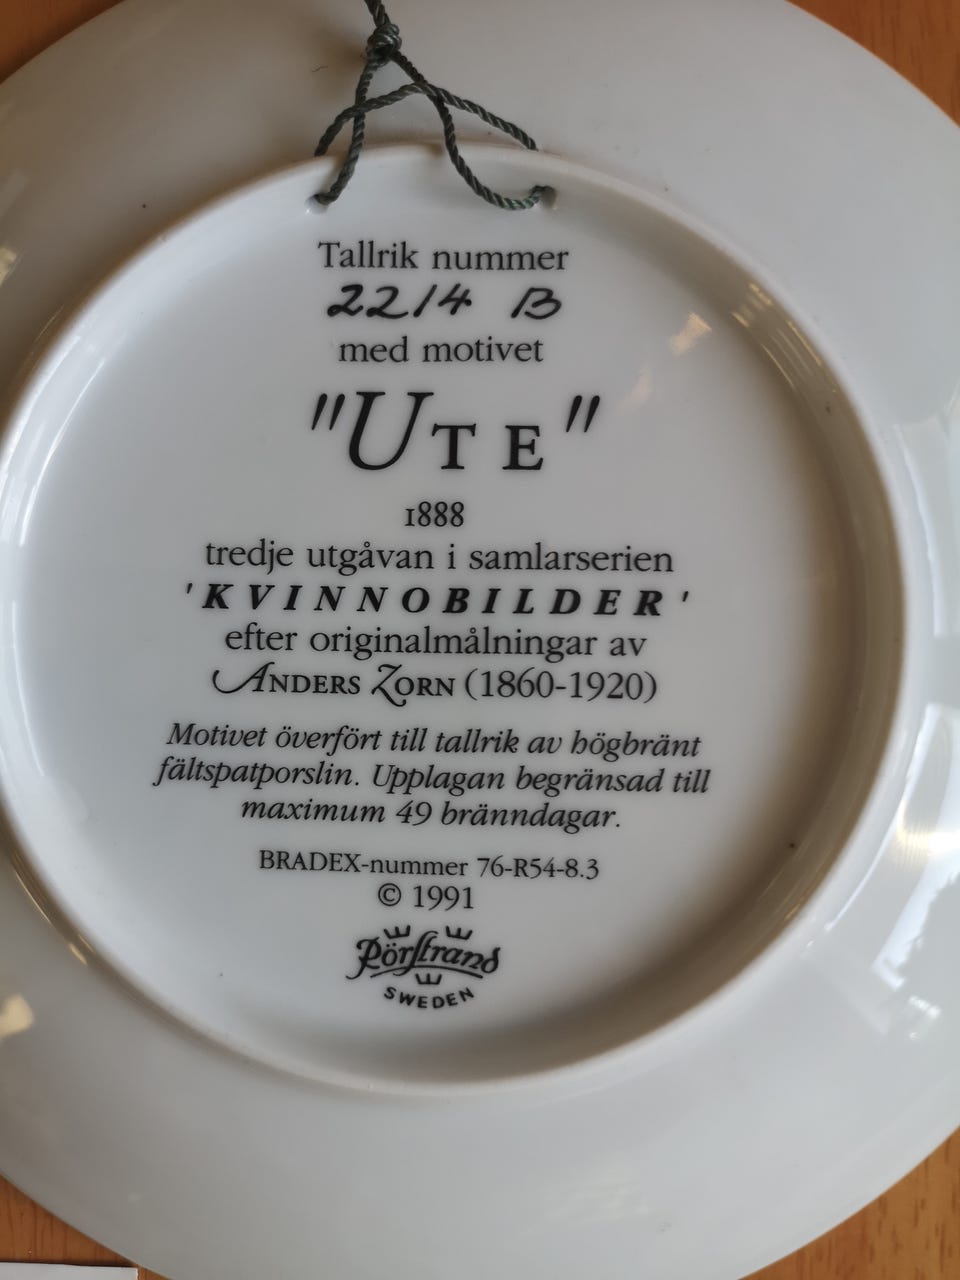 Tallrik nummer
2214 B
med motivet
"UTE"
1888
tredje utgåvan i samlarserien
'KVINNOBILDER'
efter originalmålningar av
ANDERS ZORN (1860-1920)
Motivet överfört till tallrik av högbränt
fältspatporslin. Upplagan begränsad till
maximum 49 bränndagar.
BRADEX-nummer 76-R54-8.3
© 1991
Rörstrand
SWEDEN